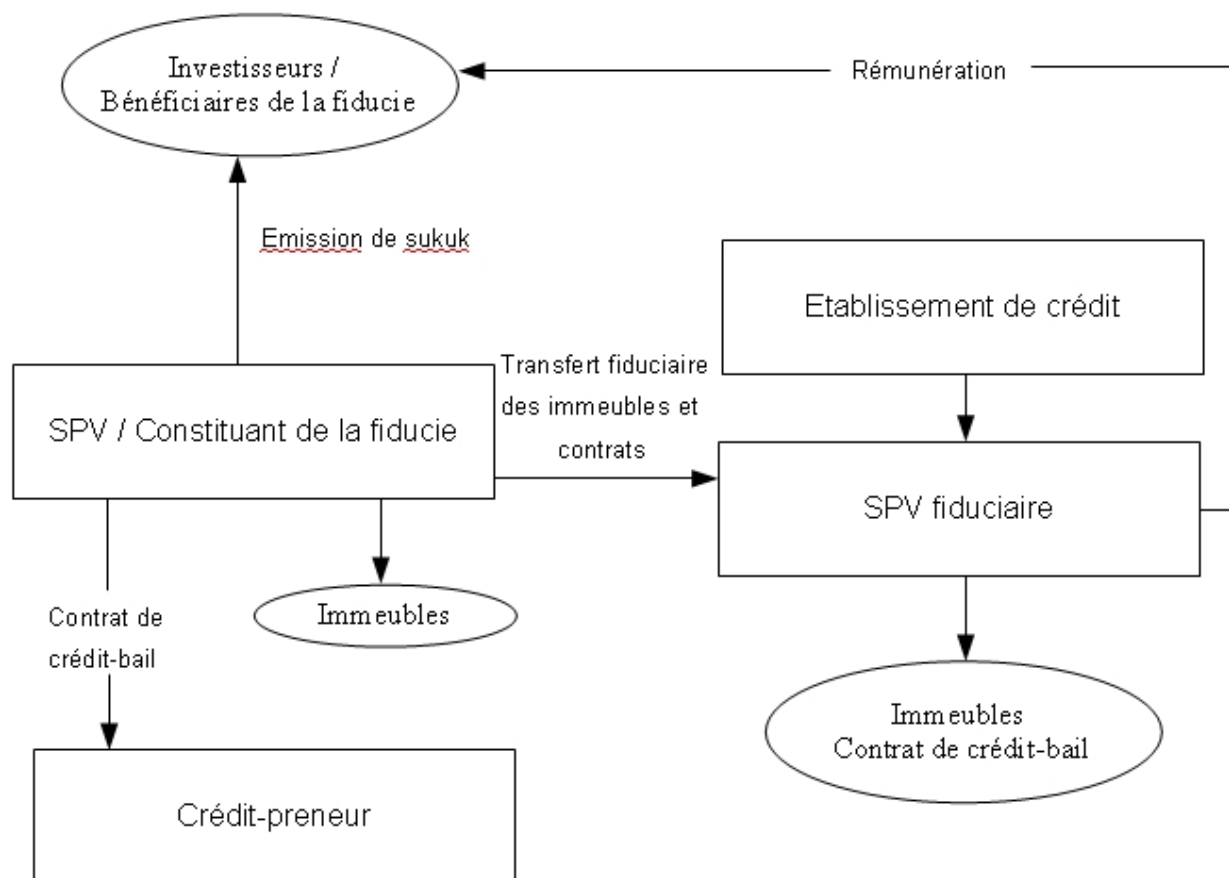 Investisseurs /
Bénéficiaires de la fiducie
Rémunération
Emission de sukuk
Etablissement de crédit
Transfert fiduciaire
des immeubles et
contrats
SPV / Constituant de la fiducie
SPV fiduciaire
Contrat de
crédit-bail
Immeubles
Immeubles
Contrat de crédit-bail
Crédit-preneur